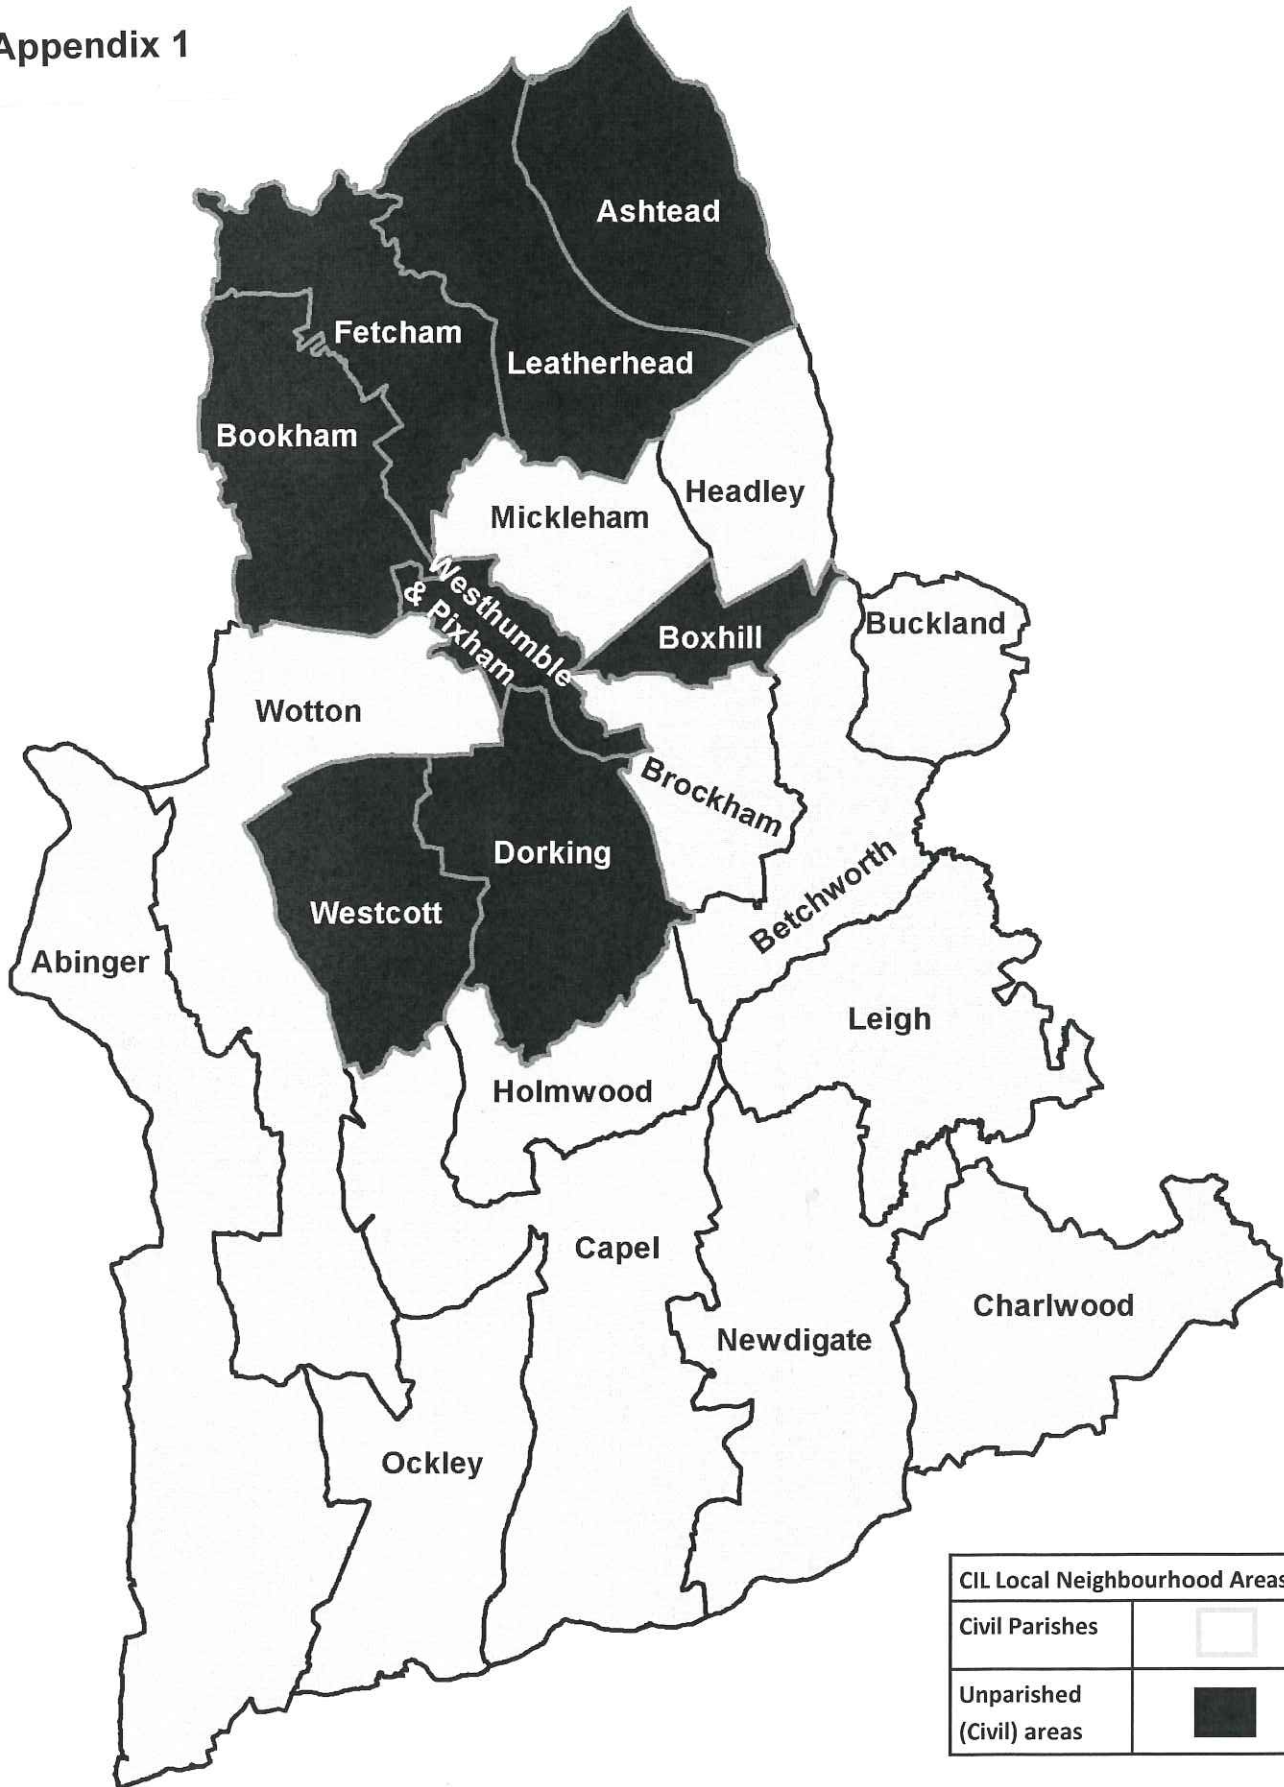 Appendix 1
Ashtead
Fetcham
Leatherhead
Bookham
Headley
Mickleham
Westhumble
& Pixham
Buckland
Boxhill
Wotton
Brockham
Dorking
Betchworth
Westcott
Abinger
Leigh
Holmwood
Capel
Charlwood
Newdigate
Ockley
CIL Local Neighbourhood Areas
Civil Parishes
Unparished
(Civil) areas